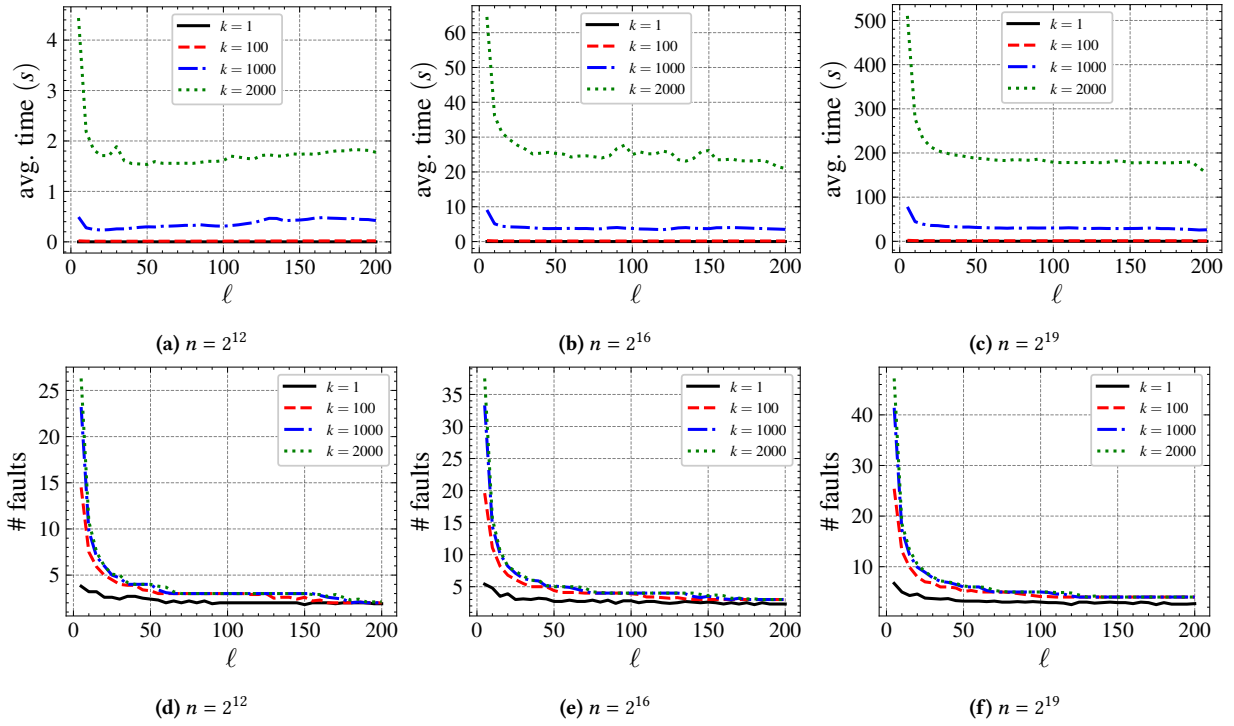 avg. time (s)
4
2
0
k = 1
k = 100
k = 1000
k = 2000
0 50 100 150 200
ℓ
(a) n = 2^12
avg. time (s)
60
50
40
30
20
10
0
k = 1
k = 100
k = 1000
k = 2000
0 50 100 150 200
ℓ
(b) n = 2^16
avg. time (s)
500
400
300
200
100
0
k = 1
k = 100
k = 1000
k = 2000
0 50 100 150 200
ℓ
(c) n = 2^19
# faults
25
20
15
10
5
k = 1
k = 100
k = 1000
k = 2000
0 50 100 150 200
ℓ
(d) n = 2^12
# faults
35
30
25
20
15
10
5
k = 1
k = 100
k = 1000
k = 2000
0 50 100 150 200
ℓ
(e) n = 2^16
# faults
40
30
20
10
k = 1
k = 100
k = 1000
k = 2000
0 50 100 150 200
ℓ
(f) n = 2^19